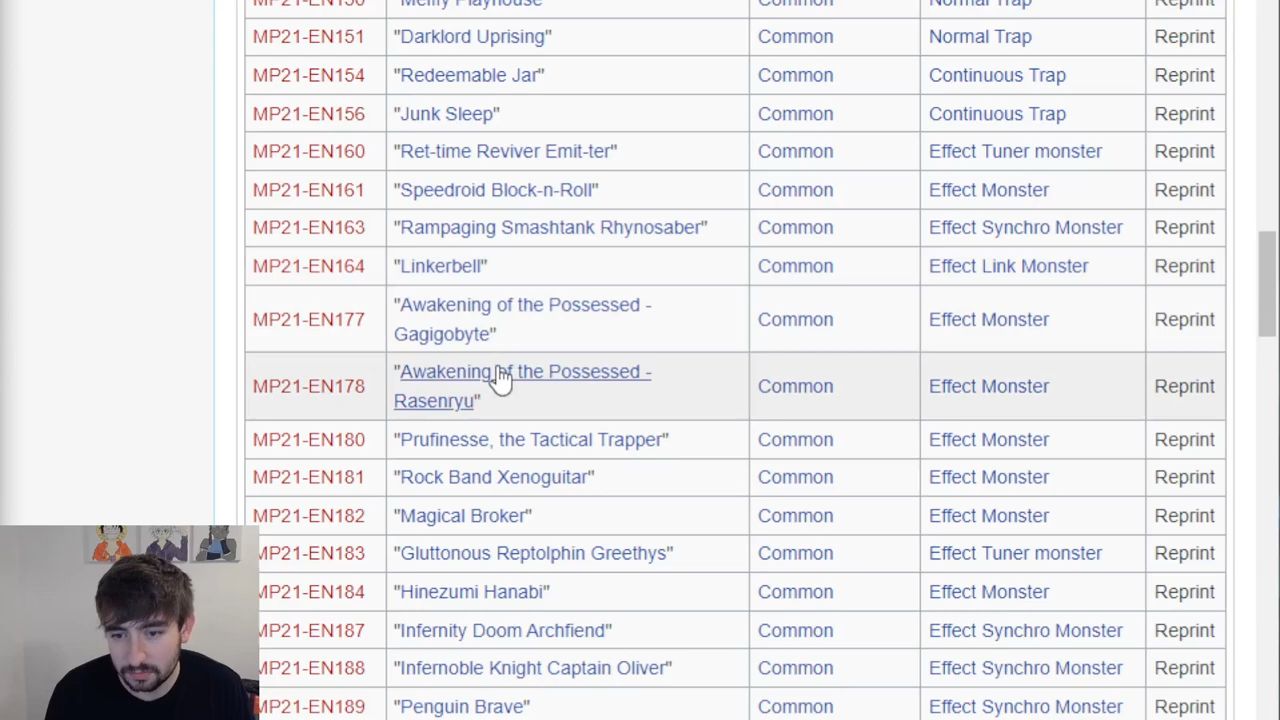 MP21-EN150 "Melffy Playhouse" Normal Trap
MP21-EN151 "Darklord Uprising" Common Normal Trap Reprint
MP21-EN154 "Redeemable Jar" Common Continuous Trap Reprint
MP21-EN156 "Junk Sleep" Common Continuous Trap Reprint
MP21-EN160 "Ret-time Reviver Emit-ter" Common Effect Tuner monster Reprint
MP21-EN161 "Speedroid Block-n-Roll" Common Effect Monster Reprint
MP21-EN163 "Rampaging Smashtank Rhynosaber" Common Effect Synchro Monster Reprint
MP21-EN164 "Linkerbell" Common Effect Link Monster Reprint
"Awakening of the Possessed -
MP21-EN177 Common Effect Monster Reprint
Gagigobyte"
"Awakening of the Possessed -
MP21-EN178 Common Effect Monster Reprint
Rasenryu"
MP21-EN180 "Prufinesse, the Tactical Trapper" Common Effect Monster Reprint
MP21-EN181 "Rock Band Xenoguitar" Common Effect Monster Reprint
MP21-EN182 "Magical Broker" Common Effect Monster Reprint
MP21-EN183 "Gluttonous Reptolphin Greethys" Common Effect Tuner monster Reprint
MP21-EN184 "Hinezumi Hanabi" Common Effect Monster Reprint
MP21-EN187 "Infernity Doom Archfiend" Common Effect Synchro Monster Reprint
MP21-EN188 "Infernoble Knight Captain Oliver" Common Effect Synchro Monster Reprint
MP21-EN189 "Penguin Brave" Common Effect Synchro Monster Reprint